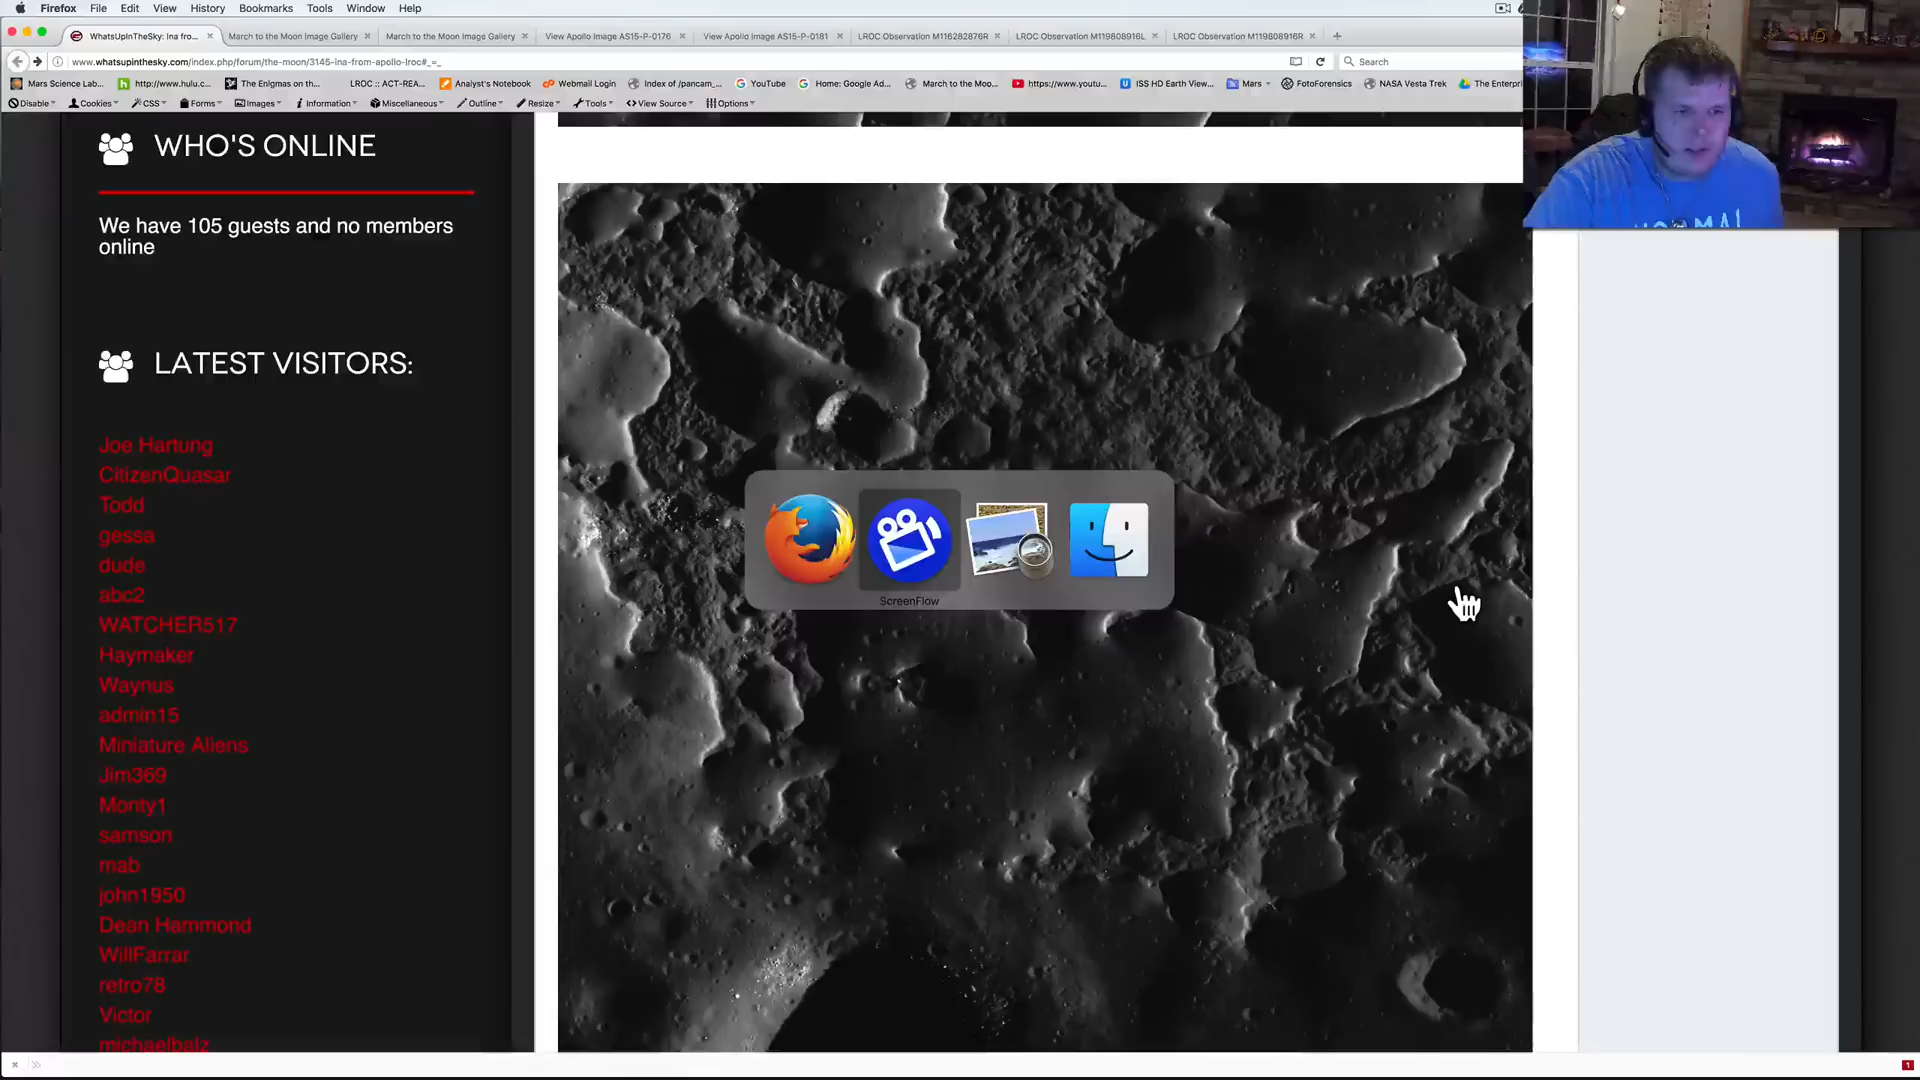 Firefox File Edit View History Bookmarks Tools Window Help
WhatsUpInTheSky: Ina fro... March to the Moon Image Gallery March to the Moon Image Gallery View Apollo Image AS15-P-0176 View Apollo Image AS15-P-0181 LROC Observation M116282876R LROC Observation M119808916L LROC Observation M119808916R
www.whatsupinthesky.com/index.php/forum/the-moon/3145-ina-from-apollo-lroc#_=_ Search
Mars Science Lab... http://www.hulu.c... The Enigmas on th... LROC :: ACT-REA... Analyst's Notebook Webmail Login Index of /pancam_... YouTube Home: Google Ad... March to the Moo... https://www.youtu... ISS HD Earth View... Mars FotoForensics NASA Vesta Trek The Enterpri
Disable Cookies CSS Forms Images Information Miscellaneous Outline Resize Tools View Source Options
WHO'S ONLINE
We have 105 guests and no members
online
LATEST VISITORS:
Joe Hartung
CitizenQuasar
Todd
gessa
dude
abc2
WATCHER517
Haymaker
Waynus
admin15
Miniature Aliens
Jim369
Monty1
samson
mab
john1950
Dean Hammond
WillFarrar
retro78
Victor
michaelbalz
ScreenFlow
1